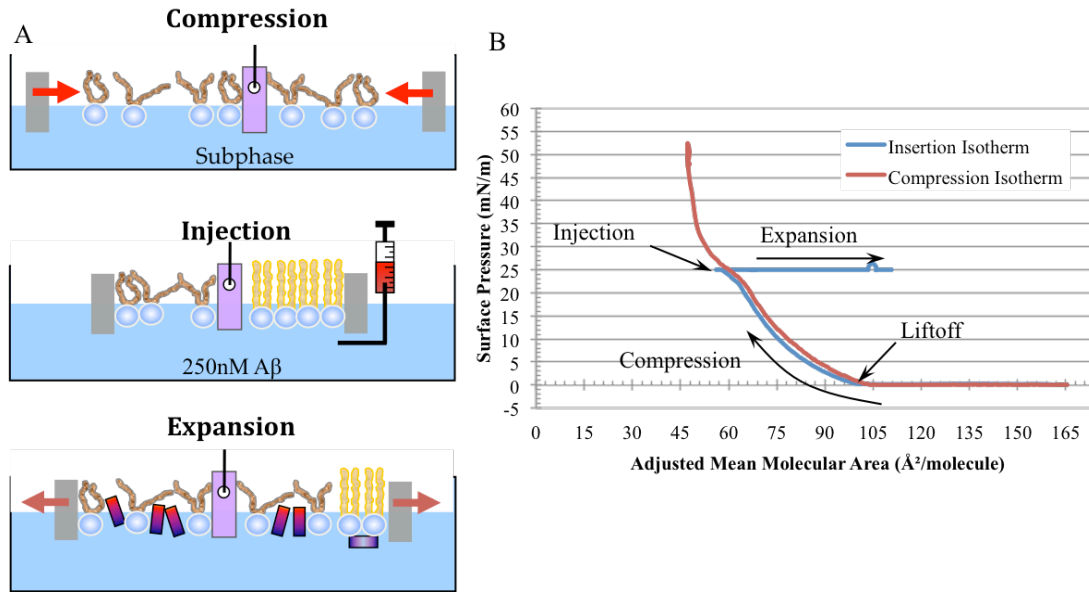 A
Compression
Subphase
Injection
250nM Aβ
Expansion
B
Surface Pressure (mN/m)
60
55
50
45
40
35
30
25
20
15
10
5
0
-5
Insertion Isotherm
Compression Isotherm
Injection
Expansion
Liftoff
Compression
0 15 30 45 60 75 90 105 120 135 150 165
Adjusted Mean Molecular Area (Å²/molecule)